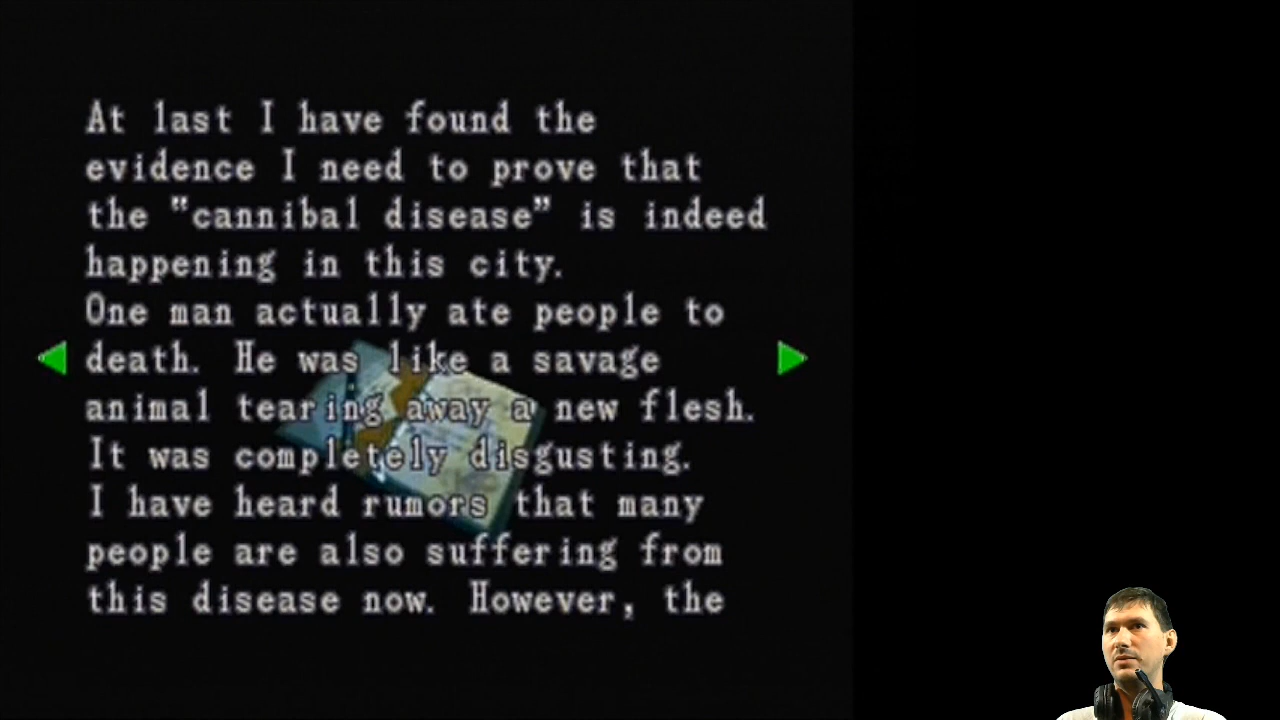 At last I have found the
evidence I need to prove that
the "cannibal disease" is indeed
happening in this city.
One man actually ate people to
death. He was like a savage
animal tearing away a new flesh.
It was completely disgusting.
I have heard rumors that many
people are also suffering from
this disease now. However, the